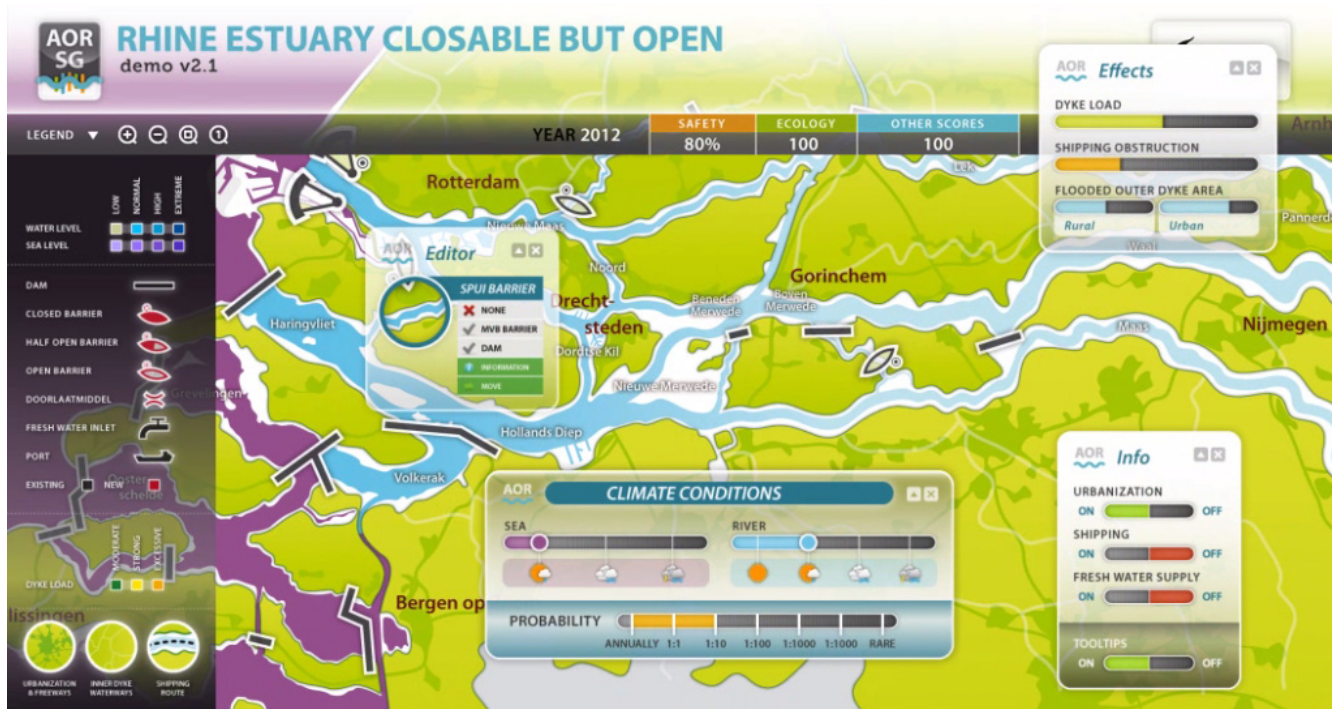 AOR
SG
RHINE ESTUARY CLOSABLE BUT OPEN
demo v2.1
LEGEND
1
YEAR 2012
SAFETY
80%
ECOLOGY
100
OTHER SCORES
100
LOW
NORMAL
HIGH
EXTREME
WATER LEVEL
SEA LEVEL
DAM
CLOSED BARRIER
HALF OPEN BARRIER
OPEN BARRIER
DOORLAATMIDDEL
FRESH WATER INLET
PORT
EXISTING
NEW
MODERATE
STRONG
EXCESSIVE
DYKE LOAD
URBANIZATION
& FREEWAYS
INNER DYKE
WATERWAYS
SHIPPING
ROUTE
Grevelingen
Ooster
schelde
lissingen
Rotterdam
Nieuwe Maas
Lek
Noord
Haringvliet
Drecht-
steden
Dordtse Kil
Beneden
Merwede
Boven
Merwede
Gorinchem
Nieuwe Merwede
Hollands Diep
Volkerak
Bergen op
Waal
Maas
Nijmegen
Arnh
Pannerd
AOR Editor
SPUI BARRIER
NONE
MVB BARRIER
DAM
INFORMATION
MOVE
AOR Effects
DYKE LOAD
SHIPPING OBSTRUCTION
FLOODED OUTER DYKE AREA
Rural
Urban
AOR CLIMATE CONDITIONS
SEA
RIVER
PROBABILITY
ANNUALLY 1:1 1:10 1:100 1:1000 1:1000 RARE
AOR Info
URBANIZATION
ON OFF
SHIPPING
ON OFF
FRESH WATER SUPPLY
ON OFF
TOOLTIPS
ON OFF